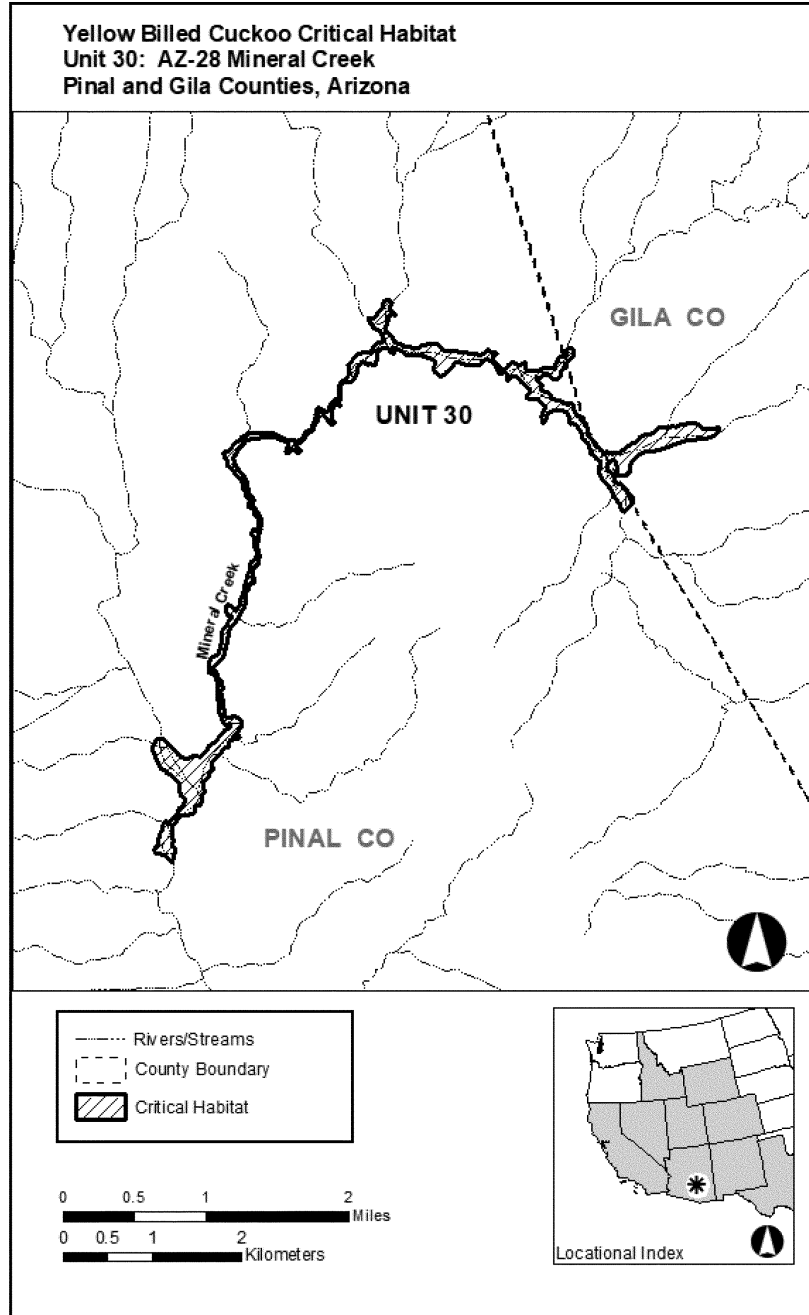 Yellow Billed Cuckoo Critical Habitat
Unit 30: AZ-28 Mineral Creek
Pinal and Gila Counties, Arizona
GILA CO
UNIT 30
Mineral Creek
PINAL CO
Rivers/Streams
County Boundary
Critical Habitat
0 0.5 1 2
Miles
0 0.5 1 2
Kilometers
Locational Index